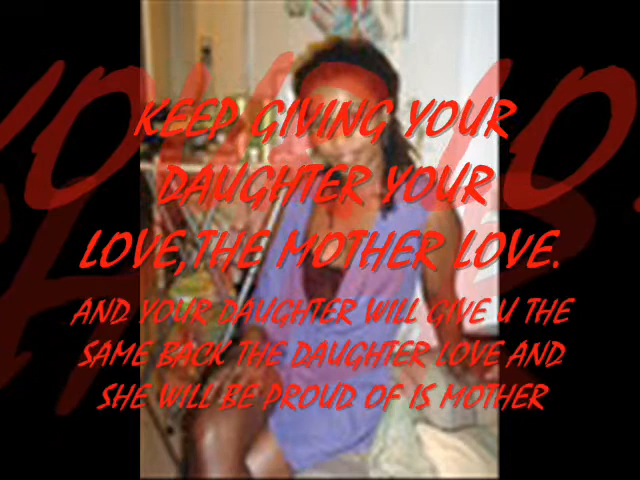 KEEP GIVING YOUR
DAUGHTER YOUR
LOVE,THE MOTHER LOVE.
AND YOUR DAUGHTER WILL GIVE U THE
SAME BACK THE DAUGHTER LOVE AND
SHE WILL BE PROUD OF IS MOTHER